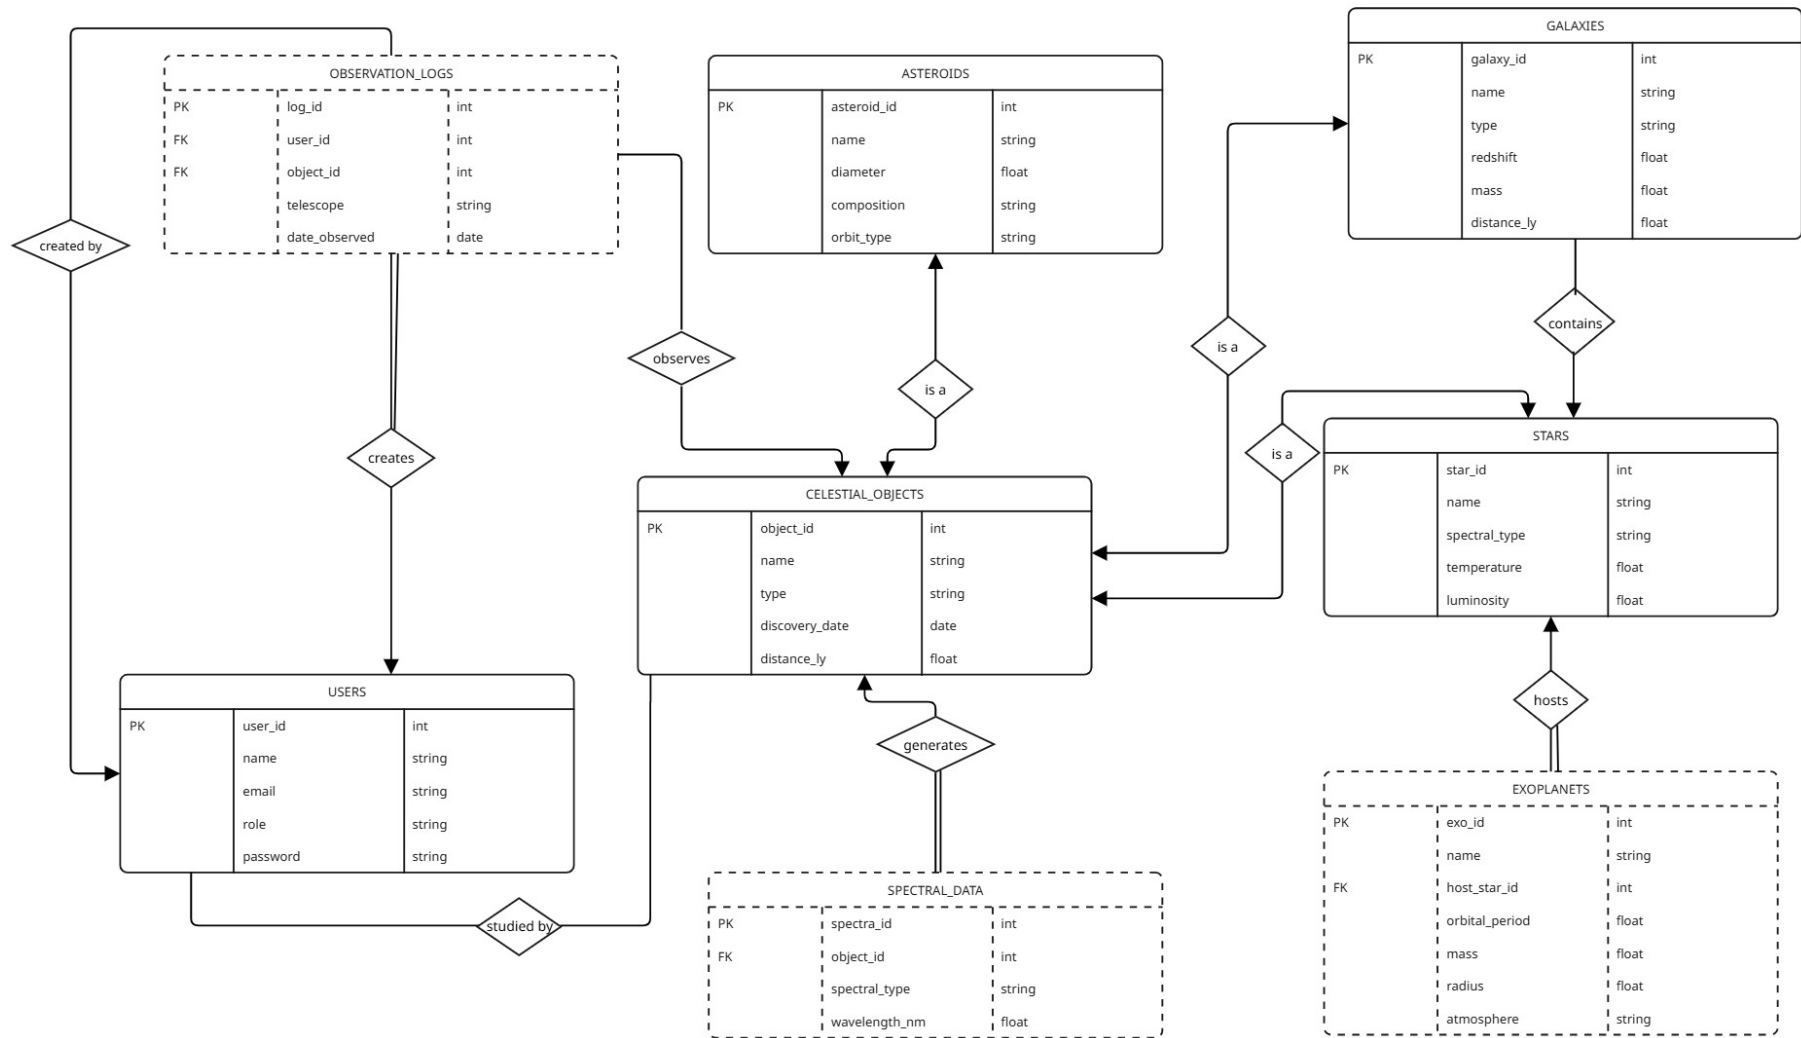 OBSERVATION_LOGS
PK log_id int
FK user_id int
FK object_id int
telescope string
date_observed date
ASTEROIDS
PK asteroid_id int
name string
diameter float
composition string
orbit_type string
GALAXIES
PK galaxy_id int
name string
type string
redshift float
mass float
distance_ly float
created by
observes
is a
is a
contains
creates
is a
CELESTIAL_OBJECTS
PK object_id int
name string
type string
discovery_date date
distance_ly float
STARS
PK star_id int
name string
spectral_type string
temperature float
luminosity float
USERS
PK user_id int
name string
email string
role string
password string
generates
hosts
studied by
SPECTRAL_DATA
PK spectra_id int
FK object_id int
spectral_type string
wavelength_nm float
EXOPLANETS
PK exo_id int
name string
FK host_star_id int
orbital_period float
mass float
radius float
atmosphere string